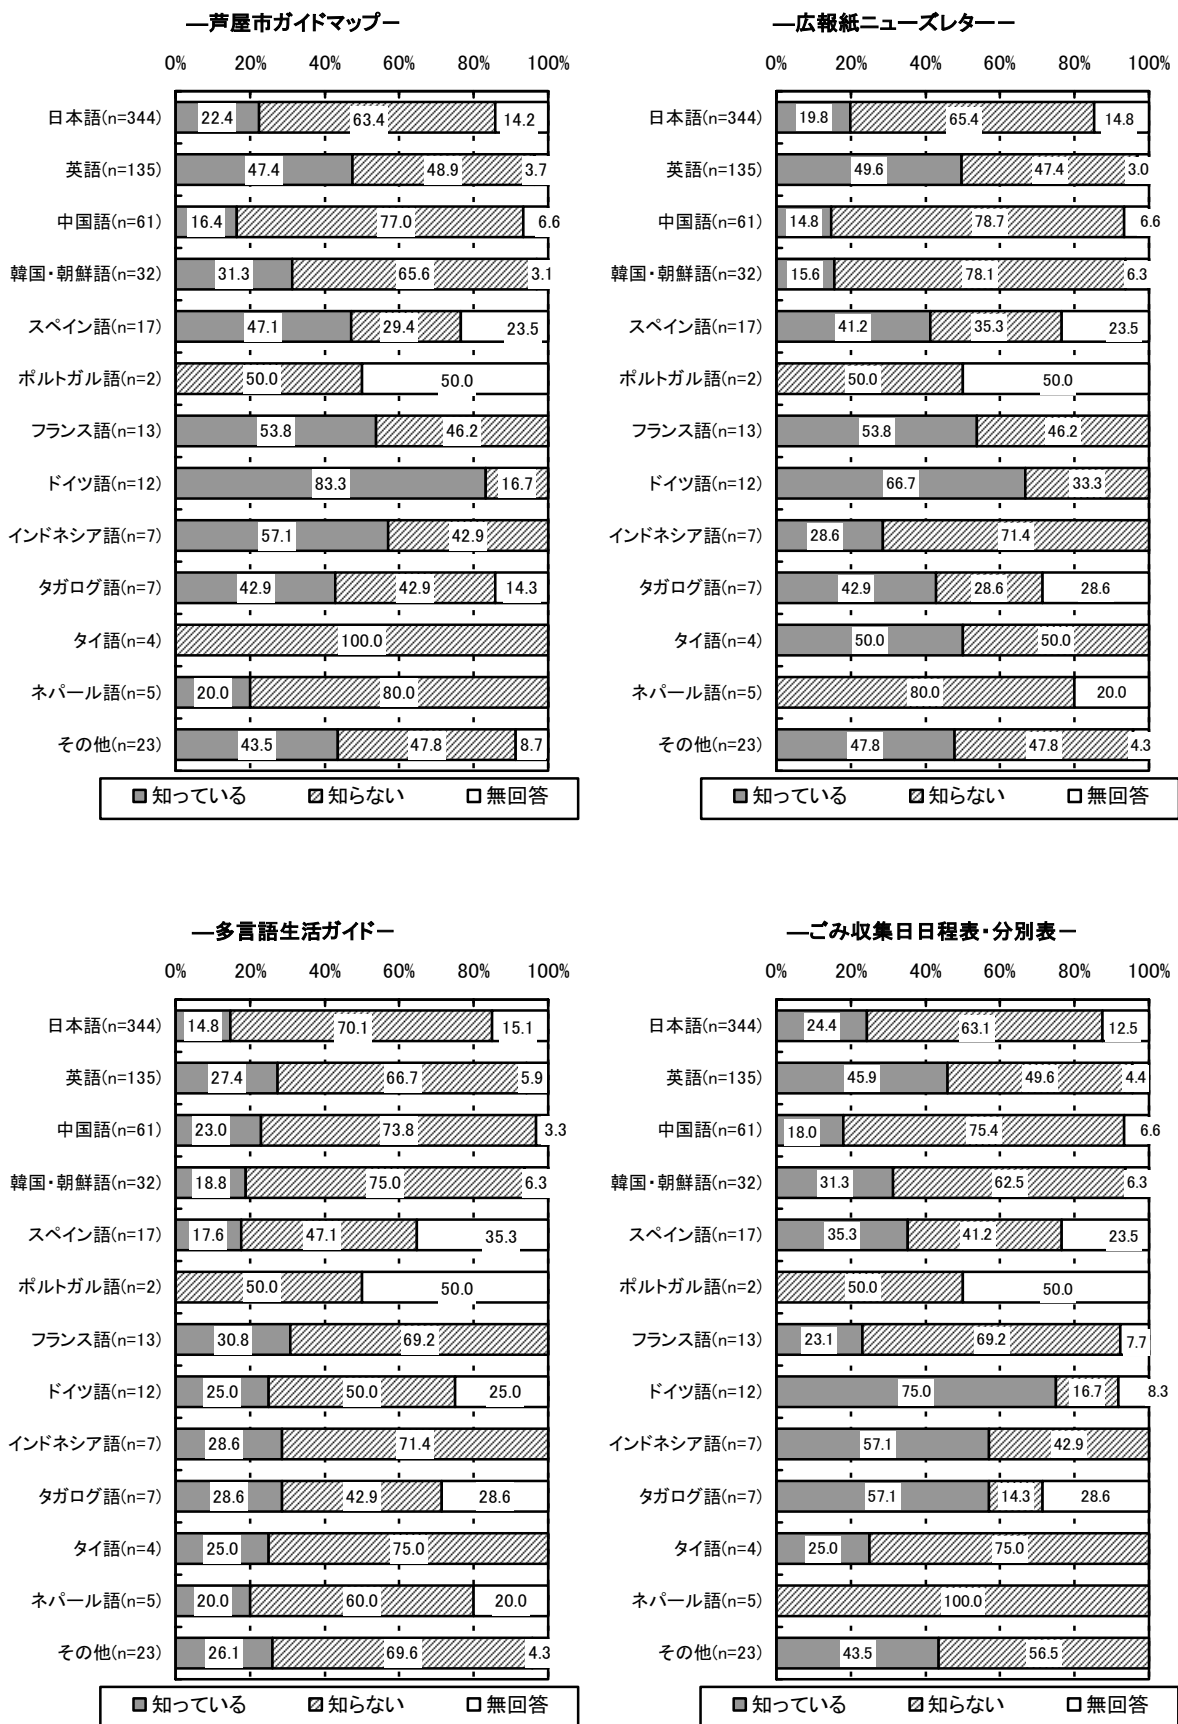 ―芦屋市ガイドマップー
0% 20% 40% 60% 80% 100%
日本語(n=344) 22.4 63.4 14.2
英語(n=135) 47.4 48.9 3.7
中国語(n=61) 16.4 77.0 6.6
韓国・朝鮮語(n=32) 31.3 65.6 3.1
スペイン語(n=17) 47.1 29.4 23.5
ポルトガル語(n=2) 50.0 50.0
フランス語(n=13) 53.8 46.2
ドイツ語(n=12) 83.3 16.7
インドネシア語(n=7) 57.1 42.9
タガログ語(n=7) 42.9 42.9 14.3
タイ語(n=4) 100.0
ネパール語(n=5) 20.0 80.0
その他(n=23) 43.5 47.8 8.7
知っている 知らない 無回答
―広報紙ニューズレターー
0% 20% 40% 60% 80% 100%
日本語(n=344) 19.8 65.4 14.8
英語(n=135) 49.6 47.4 3.0
中国語(n=61) 14.8 78.7 6.6
韓国・朝鮮語(n=32) 15.6 78.1 6.3
スペイン語(n=17) 41.2 35.3 23.5
ポルトガル語(n=2) 50.0 50.0
フランス語(n=13) 53.8 46.2
ドイツ語(n=12) 66.7 33.3
インドネシア語(n=7) 28.6 71.4
タガログ語(n=7) 42.9 28.6 28.6
タイ語(n=4) 50.0 50.0
ネパール語(n=5) 80.0 20.0
その他(n=23) 47.8 47.8 4.3
知っている 知らない 無回答
―多言語生活ガイドー
0% 20% 40% 60% 80% 100%
日本語(n=344) 14.8 70.1 15.1
英語(n=135) 27.4 66.7 5.9
中国語(n=61) 23.0 73.8 3.3
韓国・朝鮮語(n=32) 18.8 75.0 6.3
スペイン語(n=17) 17.6 47.1 35.3
ポルトガル語(n=2) 50.0 50.0
フランス語(n=13) 30.8 69.2
ドイツ語(n=12) 25.0 50.0 25.0
インドネシア語(n=7) 28.6 71.4
タガログ語(n=7) 28.6 42.9 28.6
タイ語(n=4) 25.0 75.0
ネパール語(n=5) 20.0 60.0 20.0
その他(n=23) 26.1 69.6 4.3
知っている 知らない 無回答
―ごみ収集日日程表・分別表ー
0% 20% 40% 60% 80% 100%
日本語(n=344) 24.4 63.1 12.5
英語(n=135) 45.9 49.6 4.4
中国語(n=61) 18.0 75.4 6.6
韓国・朝鮮語(n=32) 31.3 62.5 6.3
スペイン語(n=17) 35.3 41.2 23.5
ポルトガル語(n=2) 50.0 50.0
フランス語(n=13) 23.1 69.2 7.7
ドイツ語(n=12) 75.0 16.7 8.3
インドネシア語(n=7) 57.1 42.9
タガログ語(n=7) 57.1 14.3 28.6
タイ語(n=4) 25.0 75.0
ネパール語(n=5) 100.0
その他(n=23) 43.5 56.5
知っている 知らない 無回答